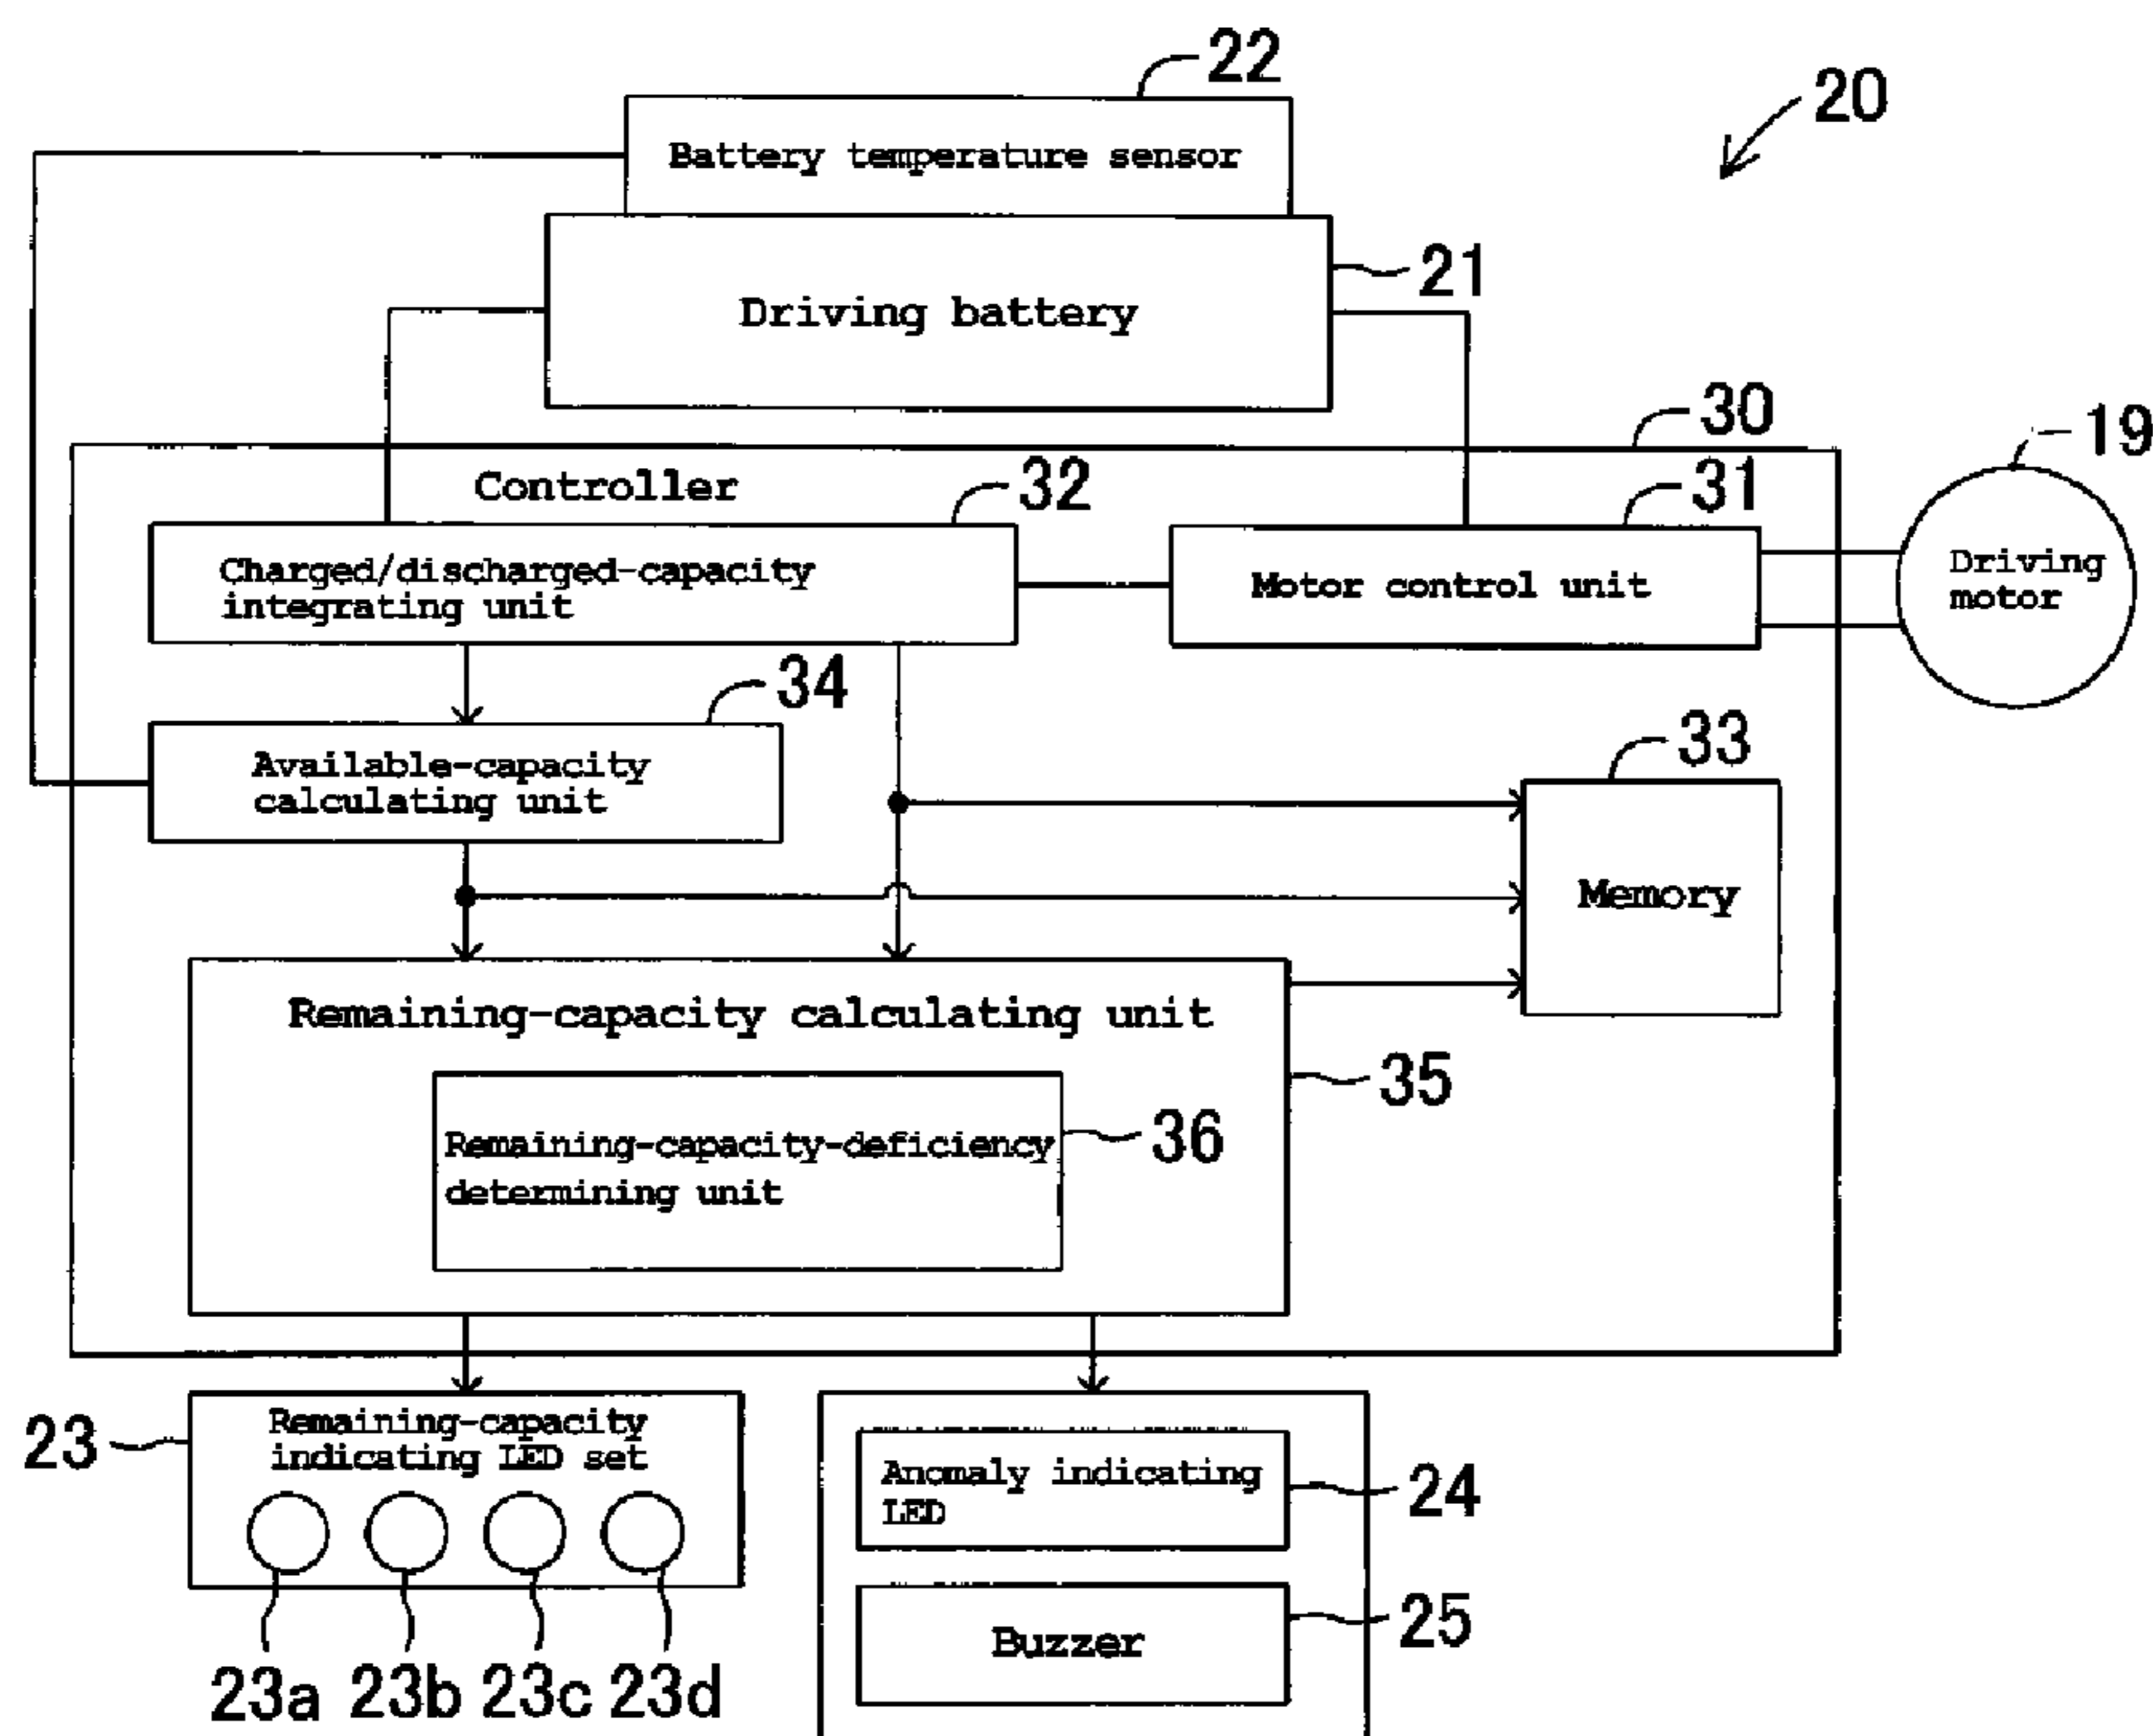 22
20
Battery temperature sensor
21
Driving battery
30
19
Controller
32
31
Charged/discharged-capacity
integrating unit
Motor control unit
Driving
motor
34
33
Available-capacity
calculating unit
Memory
Remaining-capacity calculating unit
35
36
Remaining-capacity-deficiency
determining unit
23
Remaining-capacity
indicating LED set
Anomaly indicating
LED
24
25
Buzzer
23a 23b 23c 23d